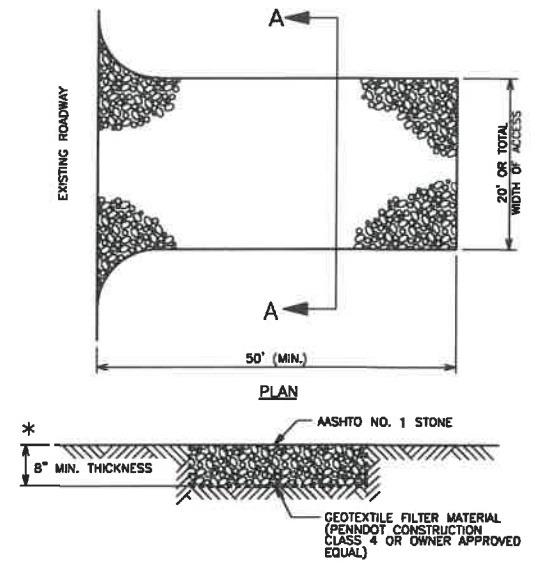 A
EXISTING ROADWAY
20' OR TOTAL
WIDTH OF ACCESS
A
50' (MIN.)
PLAN
*
AASHTO NO. 1 STONE
8" MIN. THICKNESS
GEOTEXTILE FILTER MATERIAL
(PENNDOT CONSTRUCTION
CLASS 4 OR OWNER APPROVED
EQUAL)